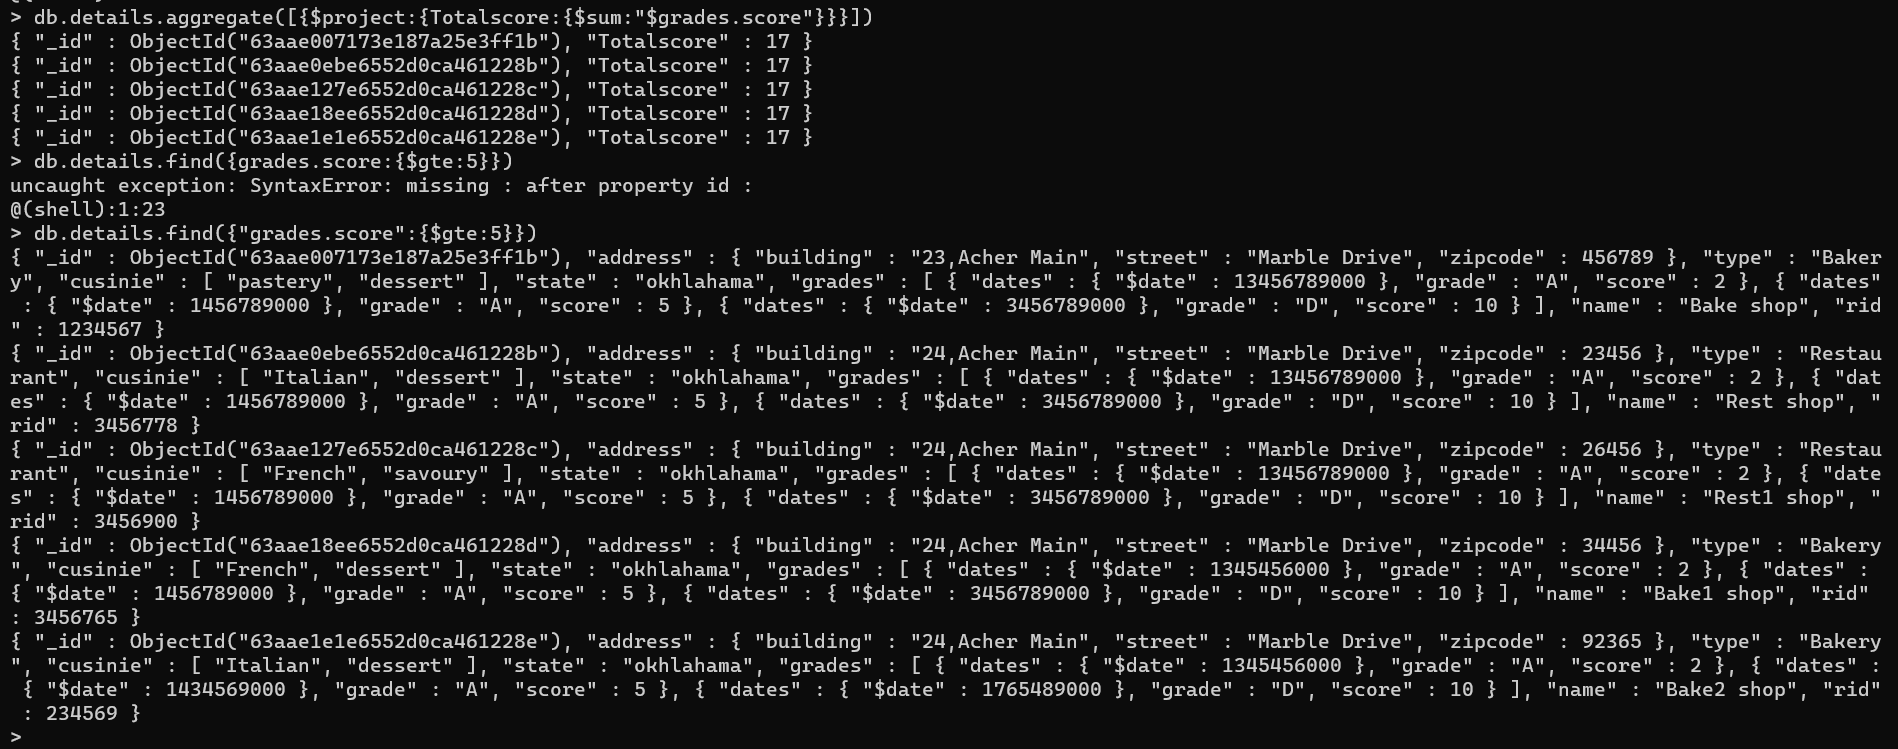 > db.details.aggregate([{$project:{Totalscore:{$sum:"$grades.score"}}}])
{ "_id" : ObjectId("63aae007173e187a25e3ff1b"), "Totalscore" : 17 }
{ "_id" : ObjectId("63aae0ebe6552d0ca461228b"), "Totalscore" : 17 }
{ "_id" : ObjectId("63aae127e6552d0ca461228c"), "Totalscore" : 17 }
{ "_id" : ObjectId("63aae18ee6552d0ca461228d"), "Totalscore" : 17 }
{ "_id" : ObjectId("63aae1e1e6552d0ca461228e"), "Totalscore" : 17 }
> db.details.find({grades.score:{$gte:5}})
uncaught exception: SyntaxError: missing : after property id :
@(shell):1:23
> db.details.find({"grades.score":{$gte:5}})
{ "_id" : ObjectId("63aae007173e187a25e3ff1b"), "address" : { "building" : "23,Acher Main", "street" : "Marble Drive", "zipcode" : 456789 }, "type" : "Baker
y", "cusinie" : [ "pastery", "dessert" ], "state" : "okhlahama", "grades" : [ { "dates" : { "$date" : 13456789000 }, "grade" : "A", "score" : 2 }, { "dates"
 : { "$date" : 1456789000 }, "grade" : "A", "score" : 5 }, { "dates" : { "$date" : 3456789000 }, "grade" : "D", "score" : 10 } ], "name" : "Bake shop", "rid
" : 1234567 }
{ "_id" : ObjectId("63aae0ebe6552d0ca461228b"), "address" : { "building" : "24,Acher Main", "street" : "Marble Drive", "zipcode" : 23456 }, "type" : "Restau
rant", "cusinie" : [ "Italian", "dessert" ], "state" : "okhlahama", "grades" : [ { "dates" : { "$date" : 13456789000 }, "grade" : "A", "score" : 2 }, { "dat
es" : { "$date" : 1456789000 }, "grade" : "A", "score" : 5 }, { "dates" : { "$date" : 3456789000 }, "grade" : "D", "score" : 10 } ], "name" : "Rest shop", "
rid" : 3456778 }
{ "_id" : ObjectId("63aae127e6552d0ca461228c"), "address" : { "building" : "24,Acher Main", "street" : "Marble Drive", "zipcode" : 26456 }, "type" : "Restau
rant", "cusinie" : [ "French", "savoury" ], "state" : "okhlahama", "grades" : [ { "dates" : { "$date" : 13456789000 }, "grade" : "A", "score" : 2 }, { "date
s" : { "$date" : 1456789000 }, "grade" : "A", "score" : 5 }, { "dates" : { "$date" : 3456789000 }, "grade" : "D", "score" : 10 } ], "name" : "Rest1 shop", "
rid" : 3456900 }
{ "_id" : ObjectId("63aae18ee6552d0ca461228d"), "address" : { "building" : "24,Acher Main", "street" : "Marble Drive", "zipcode" : 34456 }, "type" : "Bakery
", "cusinie" : [ "French", "dessert" ], "state" : "okhlahama", "grades" : [ { "dates" : { "$date" : 1345456000 }, "grade" : "A", "score" : 2 }, { "dates" :
{ "$date" : 1456789000 }, "grade" : "A", "score" : 5 }, { "dates" : { "$date" : 3456789000 }, "grade" : "D", "score" : 10 } ], "name" : "Bake1 shop", "rid"
: 3456765 }
{ "_id" : ObjectId("63aae1e1e6552d0ca461228e"), "address" : { "building" : "24,Acher Main", "street" : "Marble Drive", "zipcode" : 92365 }, "type" : "Bakery
", "cusinie" : [ "Italian", "dessert" ], "state" : "okhlahama", "grades" : [ { "dates" : { "$date" : 1345456000 }, "grade" : "A", "score" : 2 }, { "dates" :
 { "$date" : 1434569000 }, "grade" : "A", "score" : 5 }, { "dates" : { "$date" : 1765489000 }, "grade" : "D", "score" : 10 } ], "name" : "Bake2 shop", "rid"
 : 234569 }
>